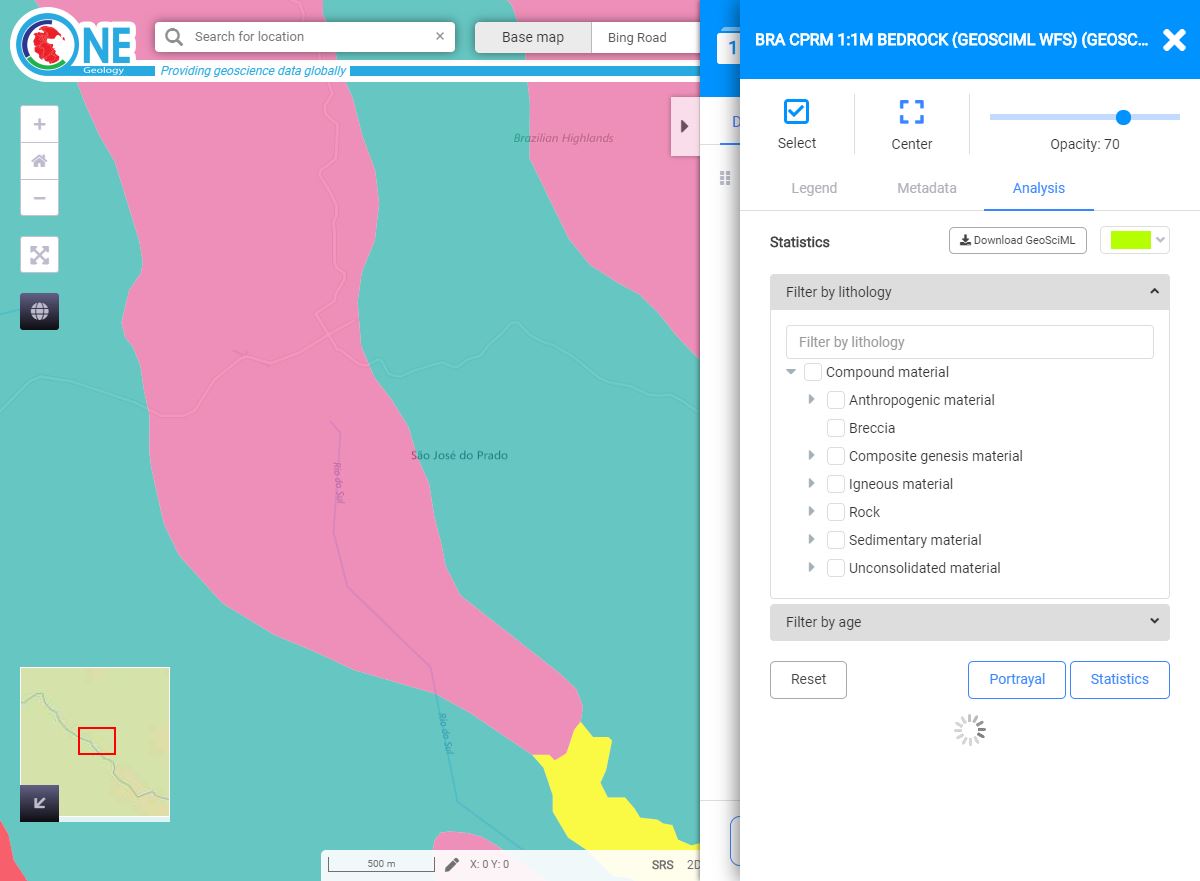 NE
Geology
Providing geoscience data globally
Search for location
×
Base map
Bing Road
1
D
BRA CPRM 1:1M BEDROCK (GEOSCIML WFS) (GEOSC...
Select
Center
Opacity: 70
Legend
Metadata
Analysis
Statistics
Download GeoSciML
Filter by lithology
Filter by lithology
Compound material
Anthropogenic material
Breccia
Composite genesis material
Igneous material
Rock
Sedimentary material
Unconsolidated material
Filter by age
Reset
Portrayal
Statistics
Brazilian Highlands
São José do Prado
Rio do Sul
Rio do Sul
500 m
X: 0 Y: 0
SRS
2D